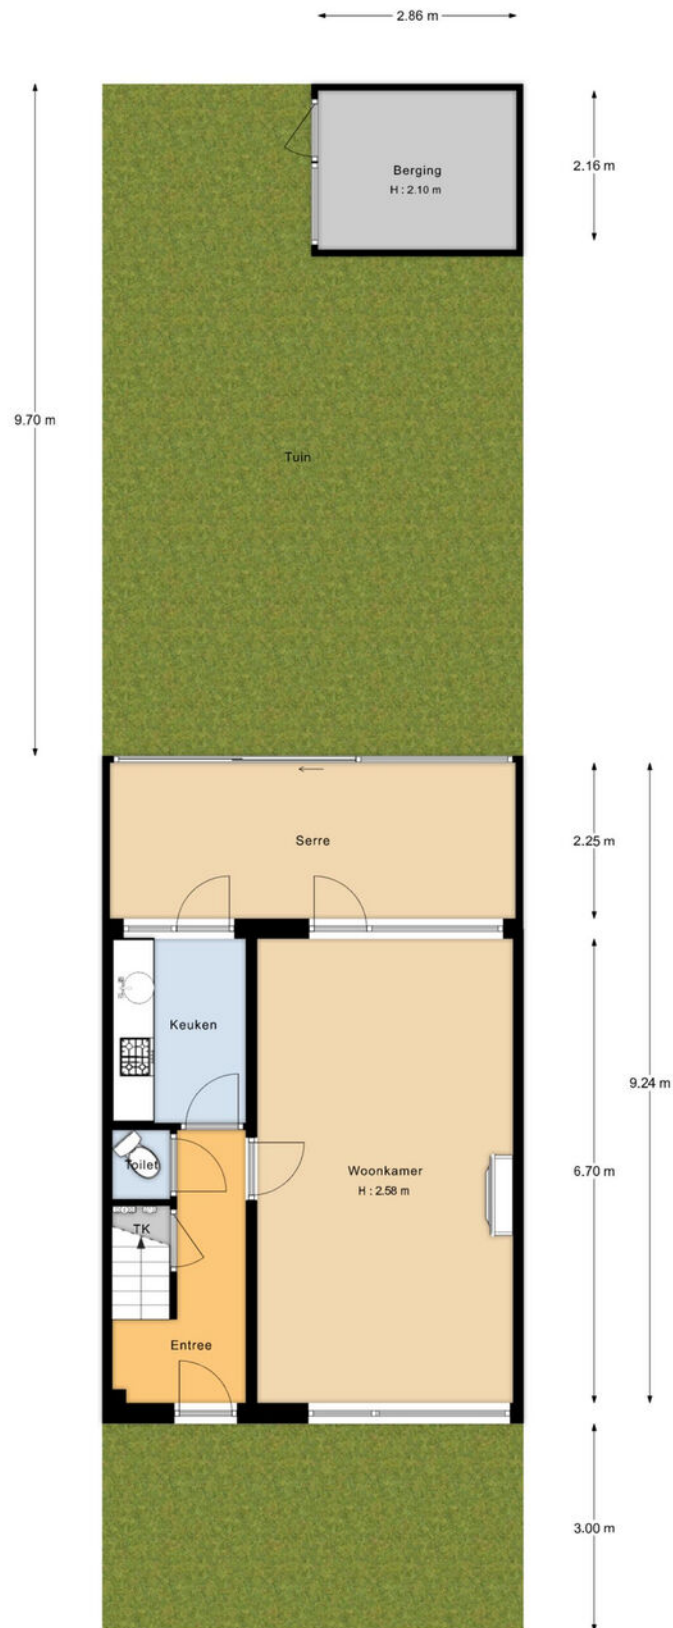 2.86 m
Berging
H : 2.10 m
2.16 m
9.70 m
Tuin
Serre
2.25 m
Keuken
9.24 m
Toilet
Woonkamer
H : 2.58 m
6.70 m
TK
Entree
3.00 m